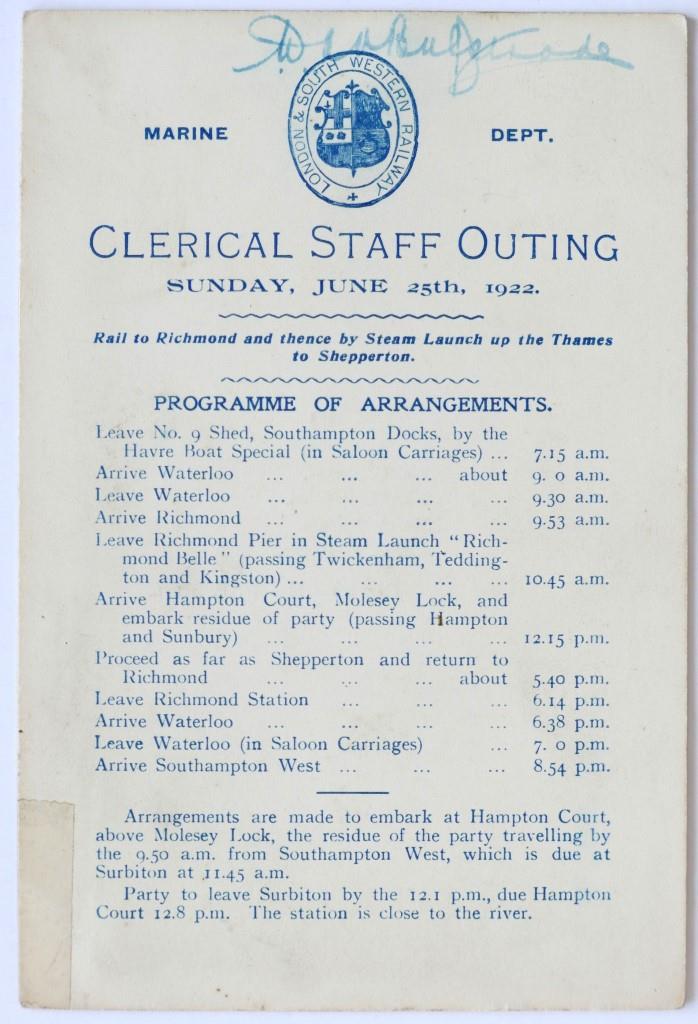 LONDON & SOUTH WESTERN RAILWAY
MARINE DEPT.
CLERICAL STAFF OUTING
SUNDAY, JUNE 25th, 1922.
Rail to Richmond and thence by Steam Launch up the Thames
to Shepperton.
PROGRAMME OF ARRANGEMENTS.
Leave No. 9 Shed, Southampton Docks, by the
Havre Boat Special (in Saloon Carriages) ... 7.15 a.m.
Arrive Waterloo ... ... ... about 9. 0 a.m.
Leave Waterloo ... ... ... ... 9.30 a.m.
Arrive Richmond ... ... ... ... 9.53 a.m.
Leave Richmond Pier in Steam Launch "Rich-
mond Belle" (passing Twickenham, Tedding-
ton and Kingston) ... ... ... ... 10.45 a.m.
Arrive Hampton Court, Molesey Lock, and
embark residue of party (passing Hampton
and Sunbury) ... ... ... ... 12.15 p.m.
Proceed as far as Shepperton and return to
Richmond ... ... ... about 5.40 p.m.
Leave Richmond Station ... ... ... 6.14 p.m.
Arrive Waterloo ... ... ... ... 6.38 p.m.
Leave Waterloo (in Saloon Carriages) ... 7. 0 p.m.
Arrive Southampton West ... ... ... 8.54 p.m.
Arrangements are made to embark at Hampton Court,
above Molesey Lock, the residue of the party travelling by
the 9.50 a.m. from Southampton West, which is due at
Surbiton at 11.45 a.m.
Party to leave Surbiton by the 12.1 p.m., due Hampton
Court 12.8 p.m. The station is close to the river.